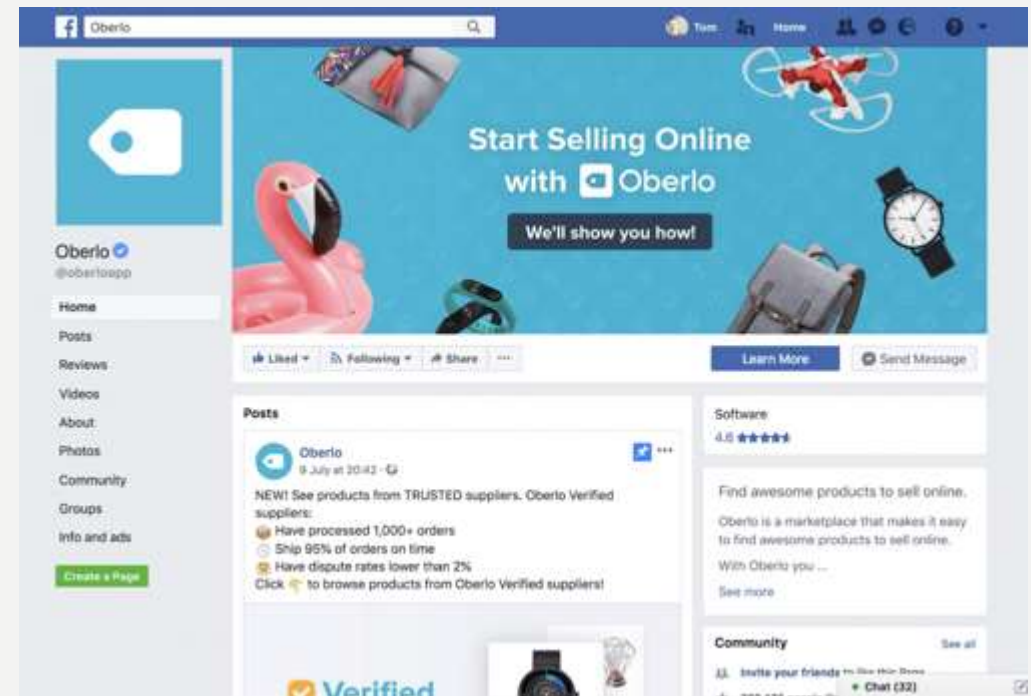 Oberlo
Tom
Home
Start Selling Online
with Oberlo
We'll show you how!
Oberlo
@oberloapp
Home
Posts
Reviews
Videos
About
Photos
Community
Groups
Info and ads
Create a Page
Liked
Following
Share
Learn More
Send Message
Posts
Oberlo
9 July at 20:42
NEW! See products from TRUSTED suppliers. Oberlo Verified
suppliers:
Have processed 1,000+ orders
Ship 95% of orders on time
Have dispute rates lower than 2%
Click to browse products from Oberlo Verified suppliers!
Verified
Software
4.6
Find awesome products to sell online.
Oberlo is a marketplace that makes it easy
to find awesome products to sell online.
With Oberlo you ...
See more
Community
See all
Invite your friends to like this Page
Chat (32)